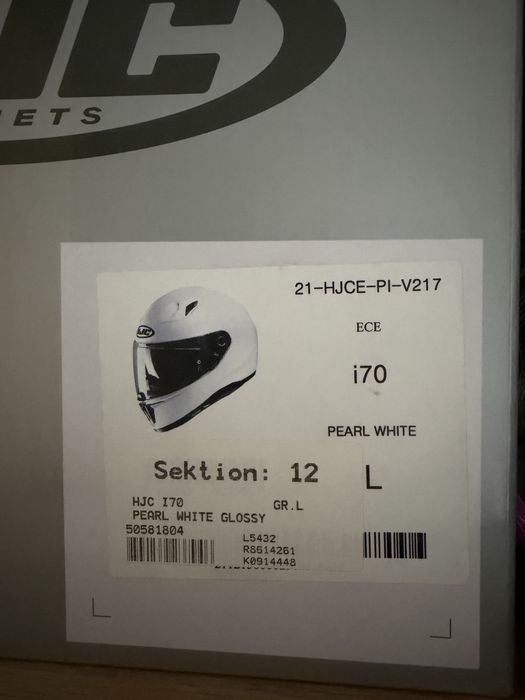 HJC
ETS
21-HJCE-PI-V217
ECE
i70
PEARL WHITE
Sektion: 12
L
HJC I70 GR.L
PEARL WHITE GLOSSY
50581804
L5432
R8614261
K0914448